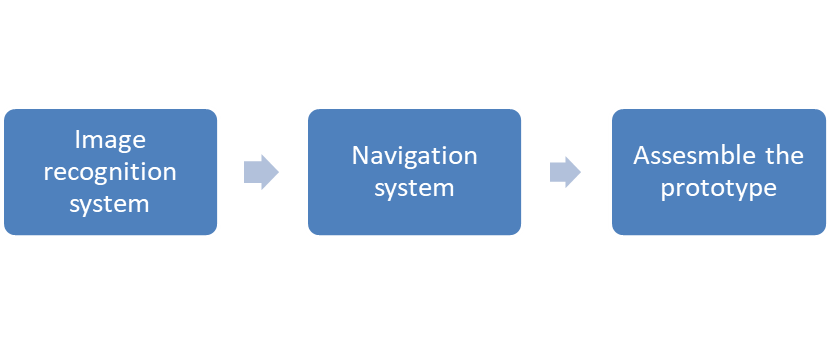 Image
recognition
system
Navigation
system
Assesmble the
prototype